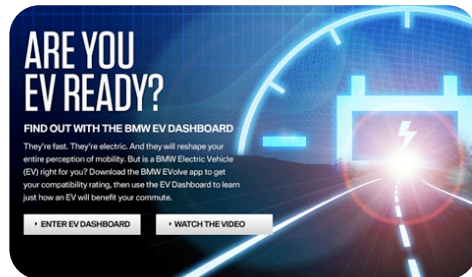 ARE YOU
EV READY?
FIND OUT WITH THE BMW EV DASHBOARD
They're fast. They're electric. And they will reshape your
entire perception of mobility. But is a BMW Electric Vehicle
(EV) right for you? Download the BMW EVolve app to get
your compatibility rating, then use the EV Dashboard to learn
just how an EV will benefit your commute.
ENTER EV DASHBOARD
WATCH THE VIDEO